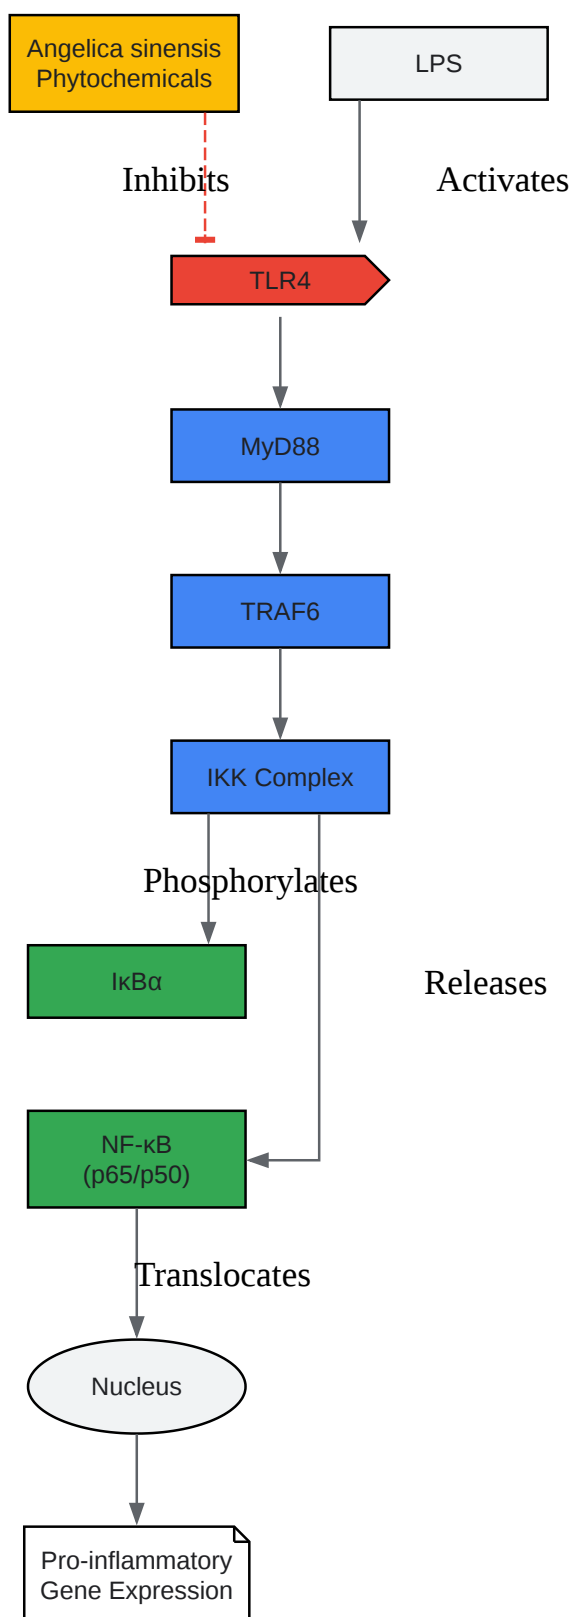 Angelica sinensis
Phytochemicals
LPS
Inhibits
Activates
TLR4
MyD88
TRAF6
IKK Complex
Phosphorylates
IκBα
Releases
NF-κB
(p65/p50)
Translocates
Nucleus
Pro-inflammatory
Gene Expression